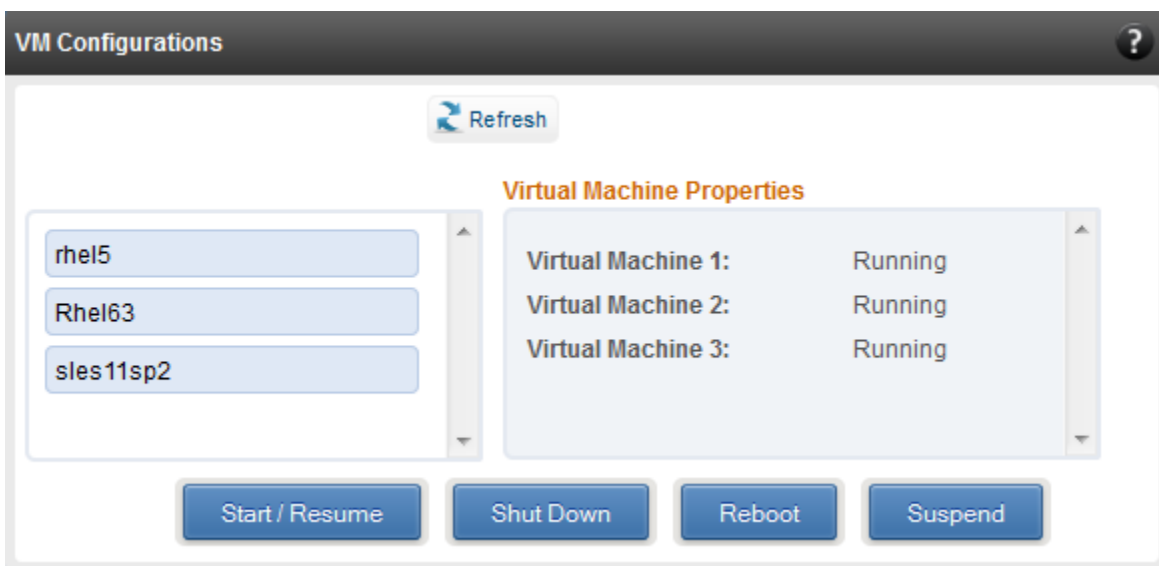 VM Configurations ?
Refresh
Virtual Machine Properties
rhel5
Rhel63
sles11sp2
Virtual Machine 1: Running
Virtual Machine 2: Running
Virtual Machine 3: Running
Start / Resume Shut Down Reboot Suspend